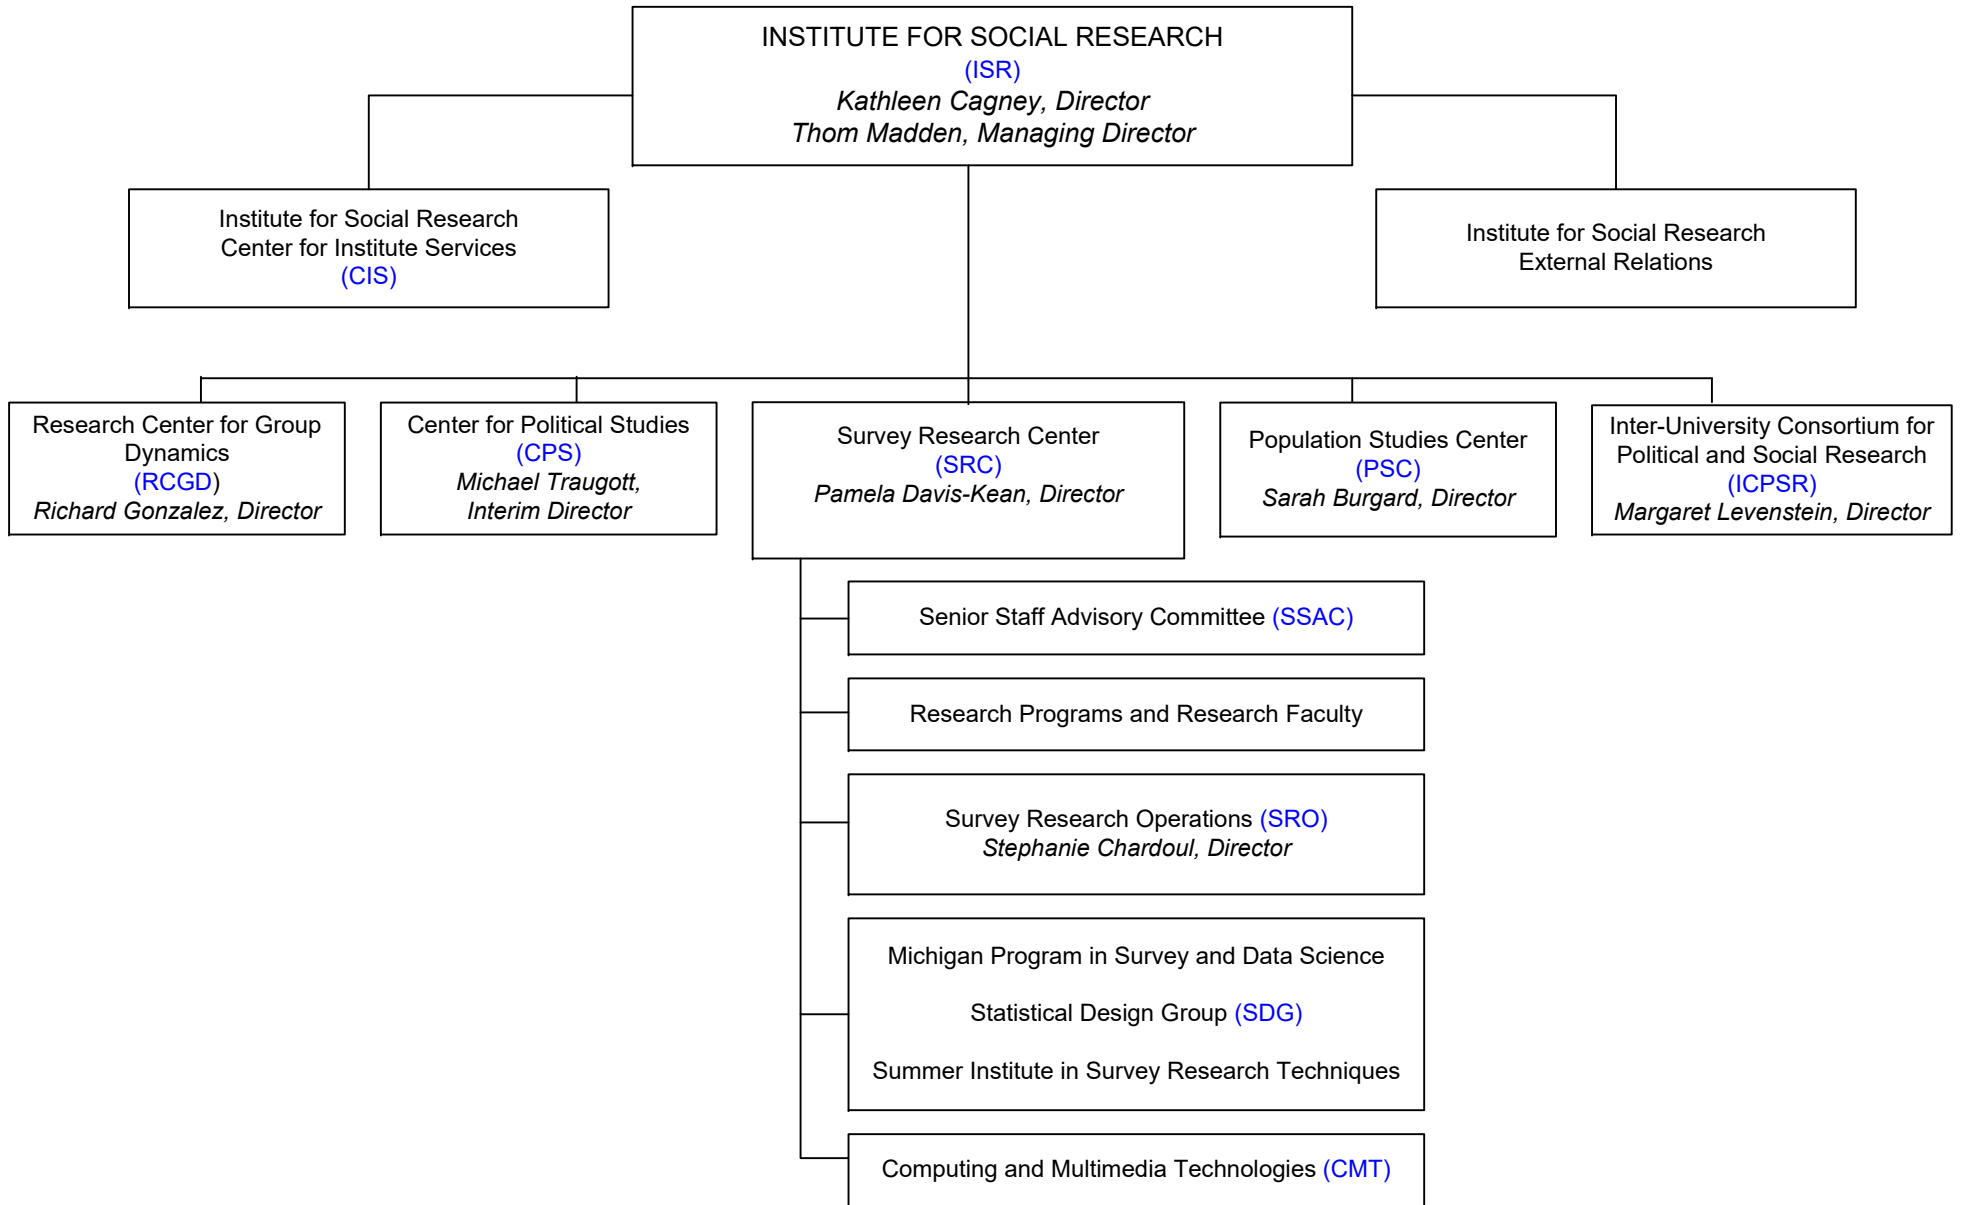 INSTITUTE FOR SOCIAL RESEARCH
(ISR)
Kathleen Cagney, Director
Thom Madden, Managing Director
Institute for Social Research
Center for Institute Services
(CIS)
Institute for Social Research
External Relations
Research Center for Group
Dynamics
(RCGD)
Richard Gonzalez, Director
Center for Political Studies
(CPS)
Michael Traugott,
Interim Director
Survey Research Center
(SRC)
Pamela Davis-Kean, Director
Population Studies Center
(PSC)
Sarah Burgard, Director
Inter-University Consortium for
Political and Social Research
(ICPSR)
Margaret Levenstein, Director
Senior Staff Advisory Committee (SSAC)
Research Programs and Research Faculty
Survey Research Operations (SRO)
Stephanie Chardoul, Director
Michigan Program in Survey and Data Science
Statistical Design Group (SDG)
Summer Institute in Survey Research Techniques
Computing and Multimedia Technologies (CMT)